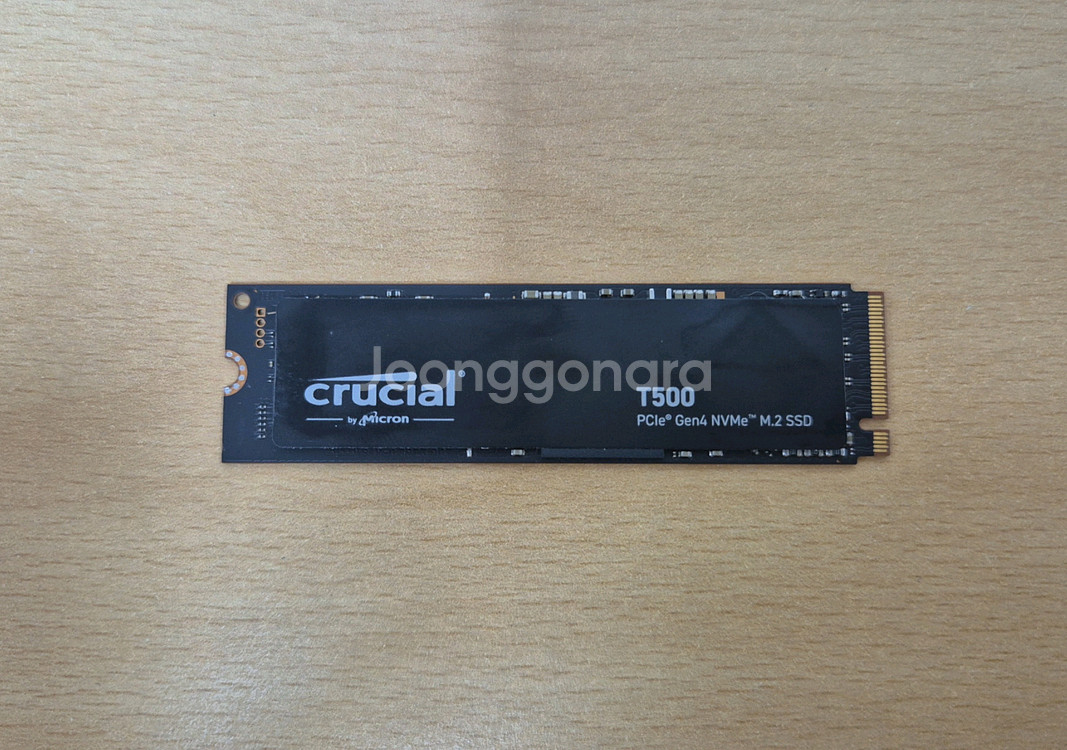 Joonggonara
crucial®
by Micron
T500
PCIe® Gen4 NVMe™ M.2 SSD